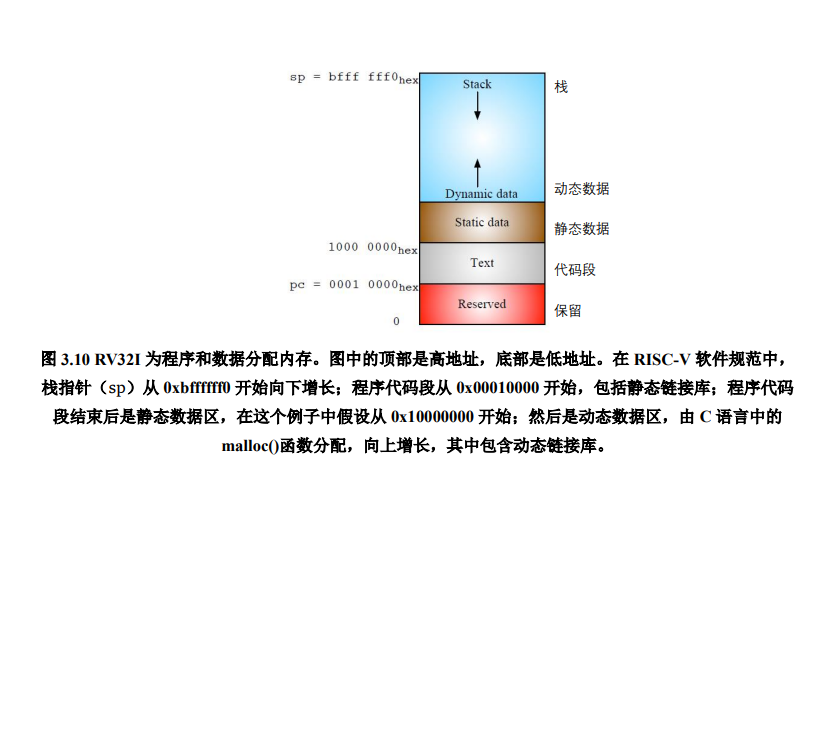 sp = bfff fff0hex
Stack
栈
Dynamic data
动态数据
Static data
静态数据
1000 0000hex
Text
代码段
pc = 0001 0000hex
Reserved
保留
0
图 3.10 RV32I 为程序和数据分配内存。图中的顶部是高地址，底部是低地址。在 RISC-V 软件规范中，
栈指针（sp）从 0xbffffff0 开始向下增长；程序代码段从 0x00010000 开始，包括静态链接库；程序代码
段结束后是静态数据区，在这个例子中假设从 0x10000000 开始；然后是动态数据区，由 C 语言中的
malloc()函数分配，向上增长，其中包含动态链接库。